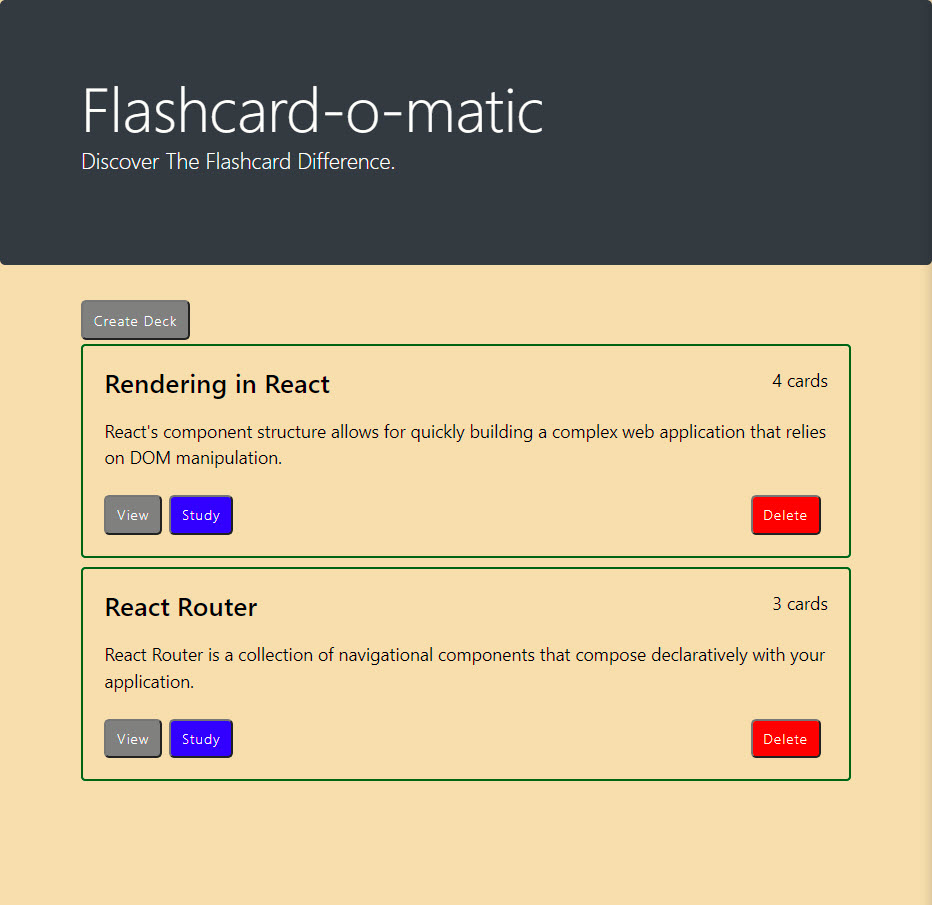 Flashcard-o-matic
Discover The Flashcard Difference.
Create Deck
Rendering in React
4 cards
React's component structure allows for quickly building a complex web application that relies
on DOM manipulation.
View
Study
Delete
React Router
3 cards
React Router is a collection of navigational components that compose declaratively with your
application.
View
Study
Delete